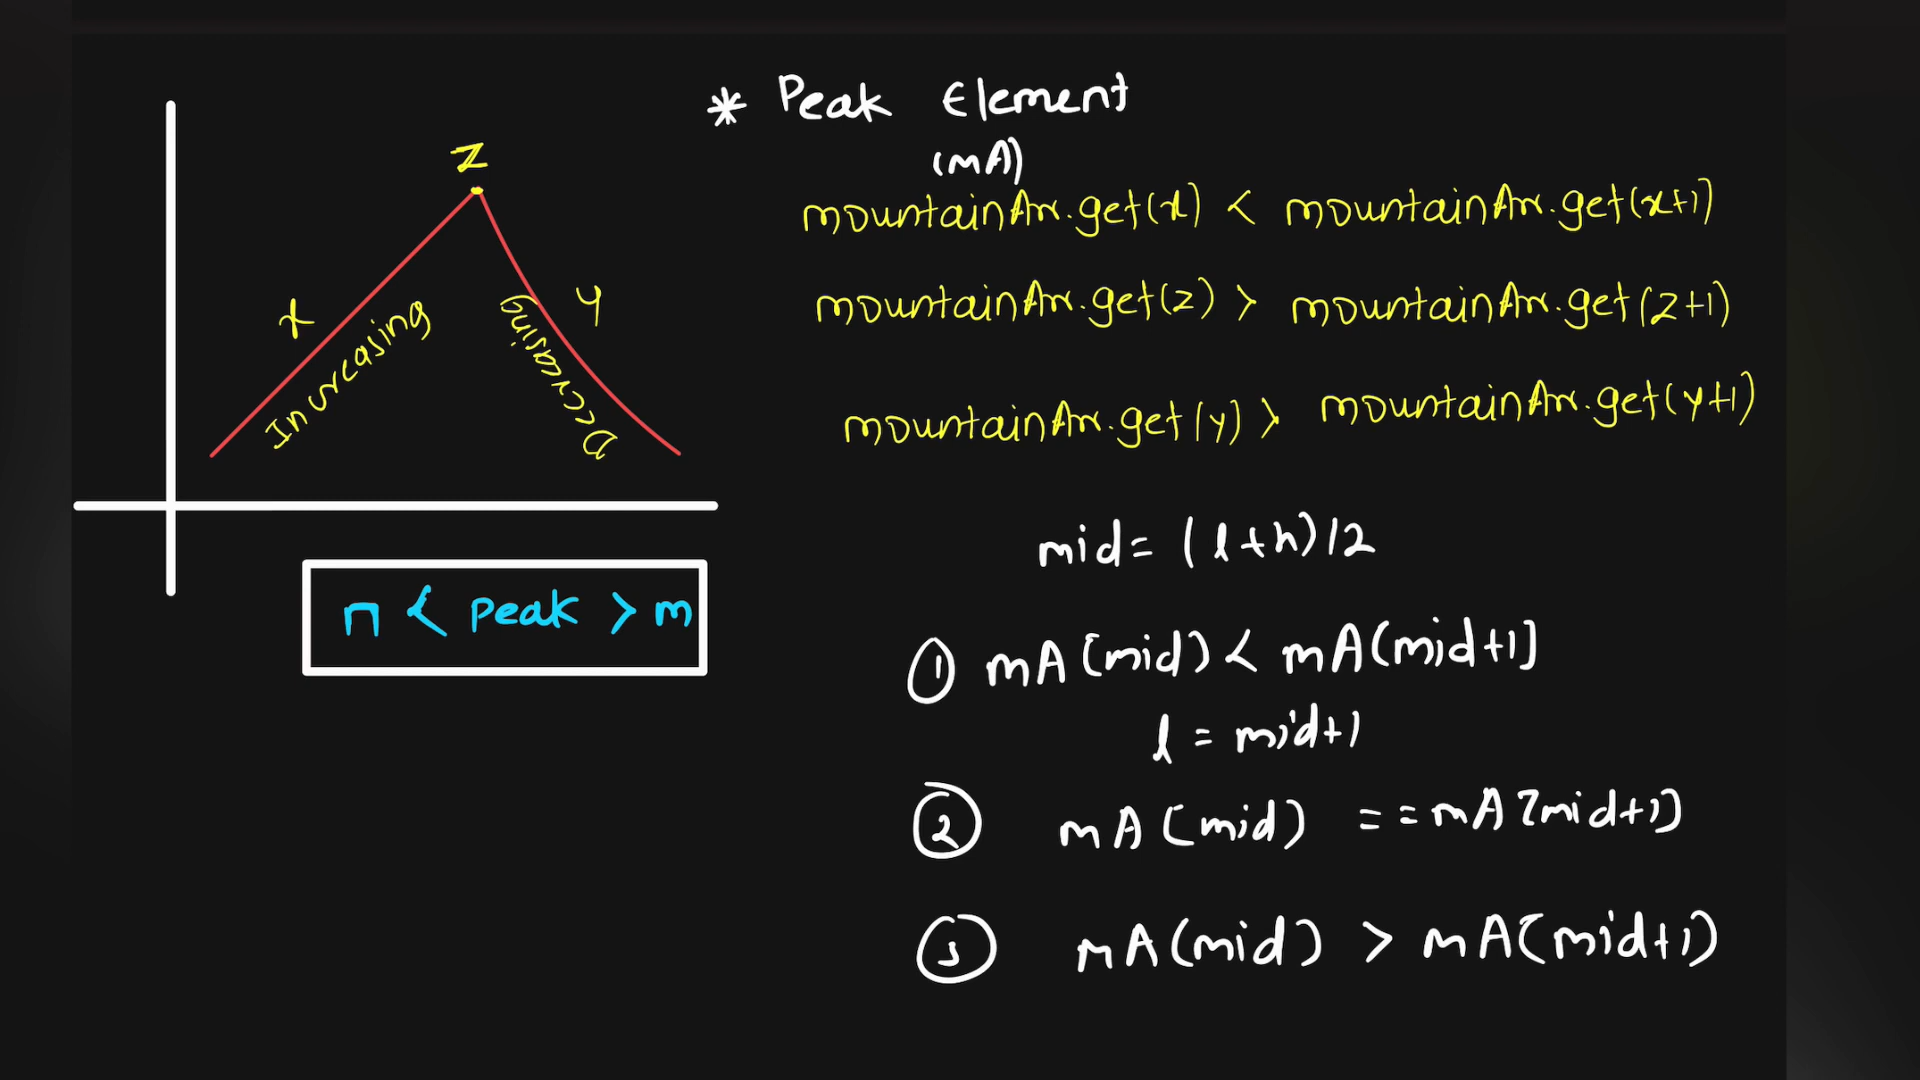 * Peak Element
(mA)
mountainArr.get(x) < mountainArr.get(x+1)
mountainArr.get(z) > mountainArr.get(z+1)
mountainArr.get(y) > mountainArr.get(y+1)
z
x
y
Inurcasing
Decreasing
n < peak > m
mid = (l+h)/2
① mA[mid) < mA(mid+1]
l = mid+1
② mA[mid) == mA[mid+1]
③ mA(mid) > mA(mid+1)